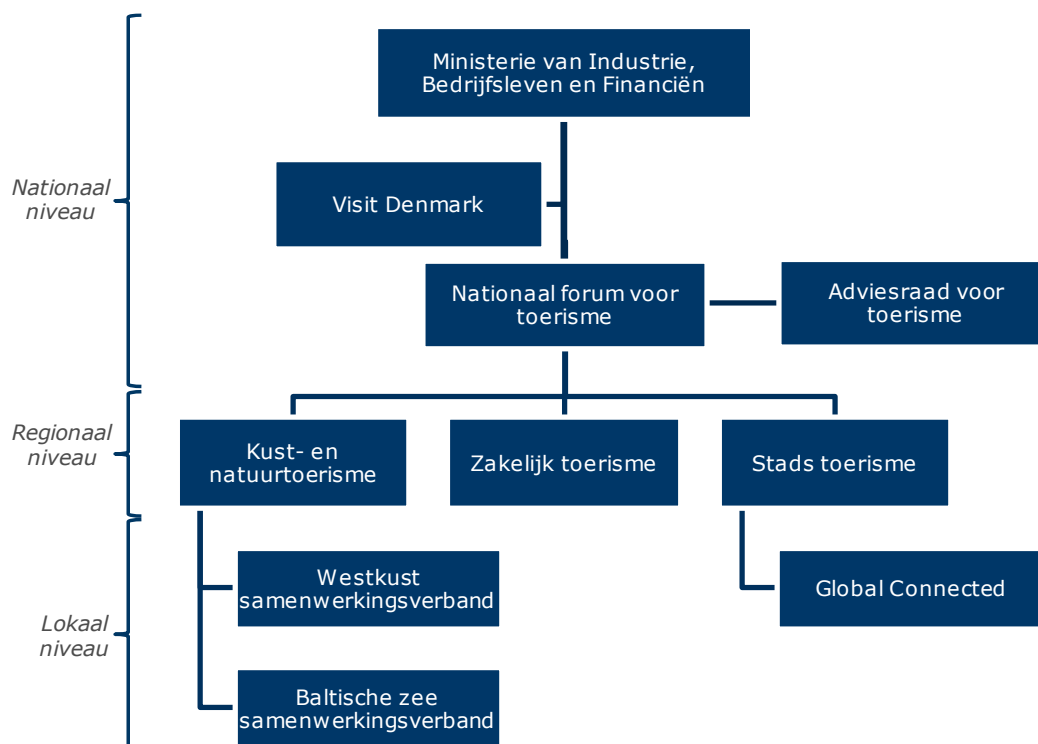 Ministerie van Industrie,
Bedrijfsleven en Financiën
Nationaal
niveau
Visit Denmark
Nationaal forum voor
toerisme
Adviesraad voor
toerisme
Regionaal
niveau
Kust- en
natuurtoerisme
Zakelijk toerisme
Stads toerisme
Lokaal
niveau
Westkust
samenwerkingsverband
Global Connected
Baltische zee
samenwerkingsverband